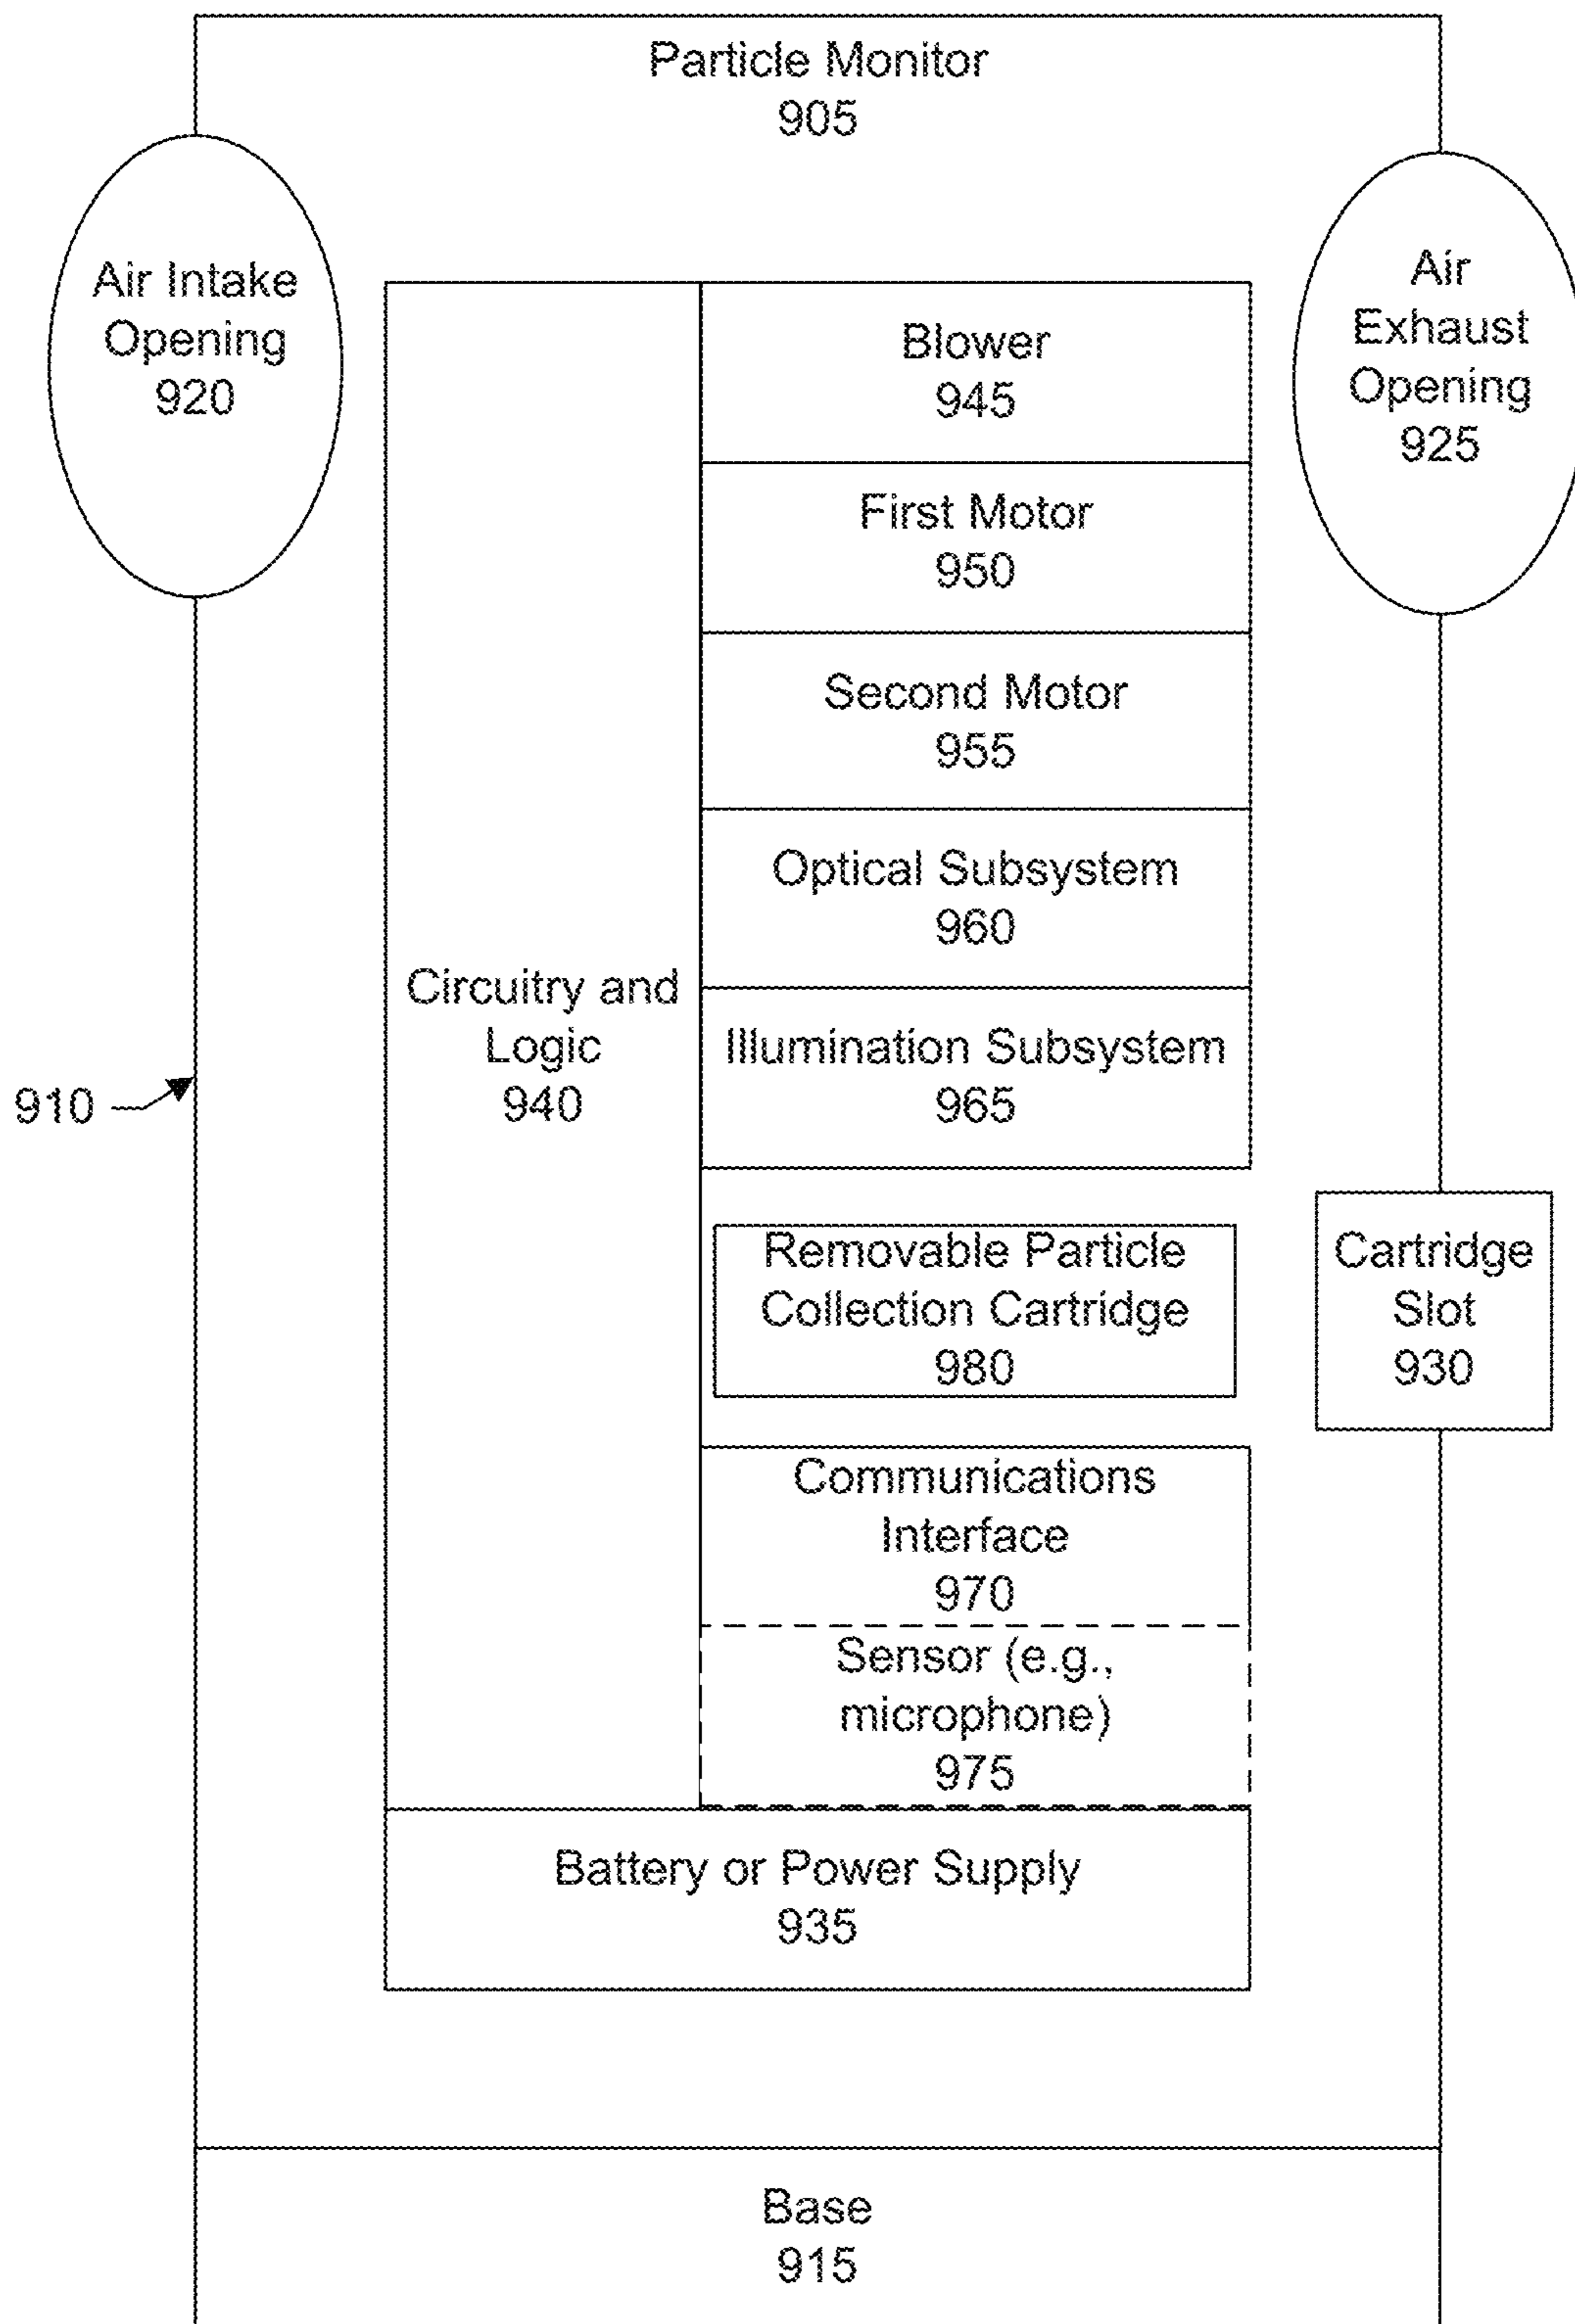 Particle Monitor
905
Air Intake
Opening
920
Air
Exhaust
Opening
925
Blower
945
First Motor
950
Second Motor
955
Optical Subsystem
960
Circuitry and
Logic
940
Illumination Subsystem
965
910
Removable Particle
Collection Cartridge
980
Cartridge
Slot
930
Communications
Interface
970
Sensor (e.g.,
microphone)
975
Battery or Power Supply
935
Base
915